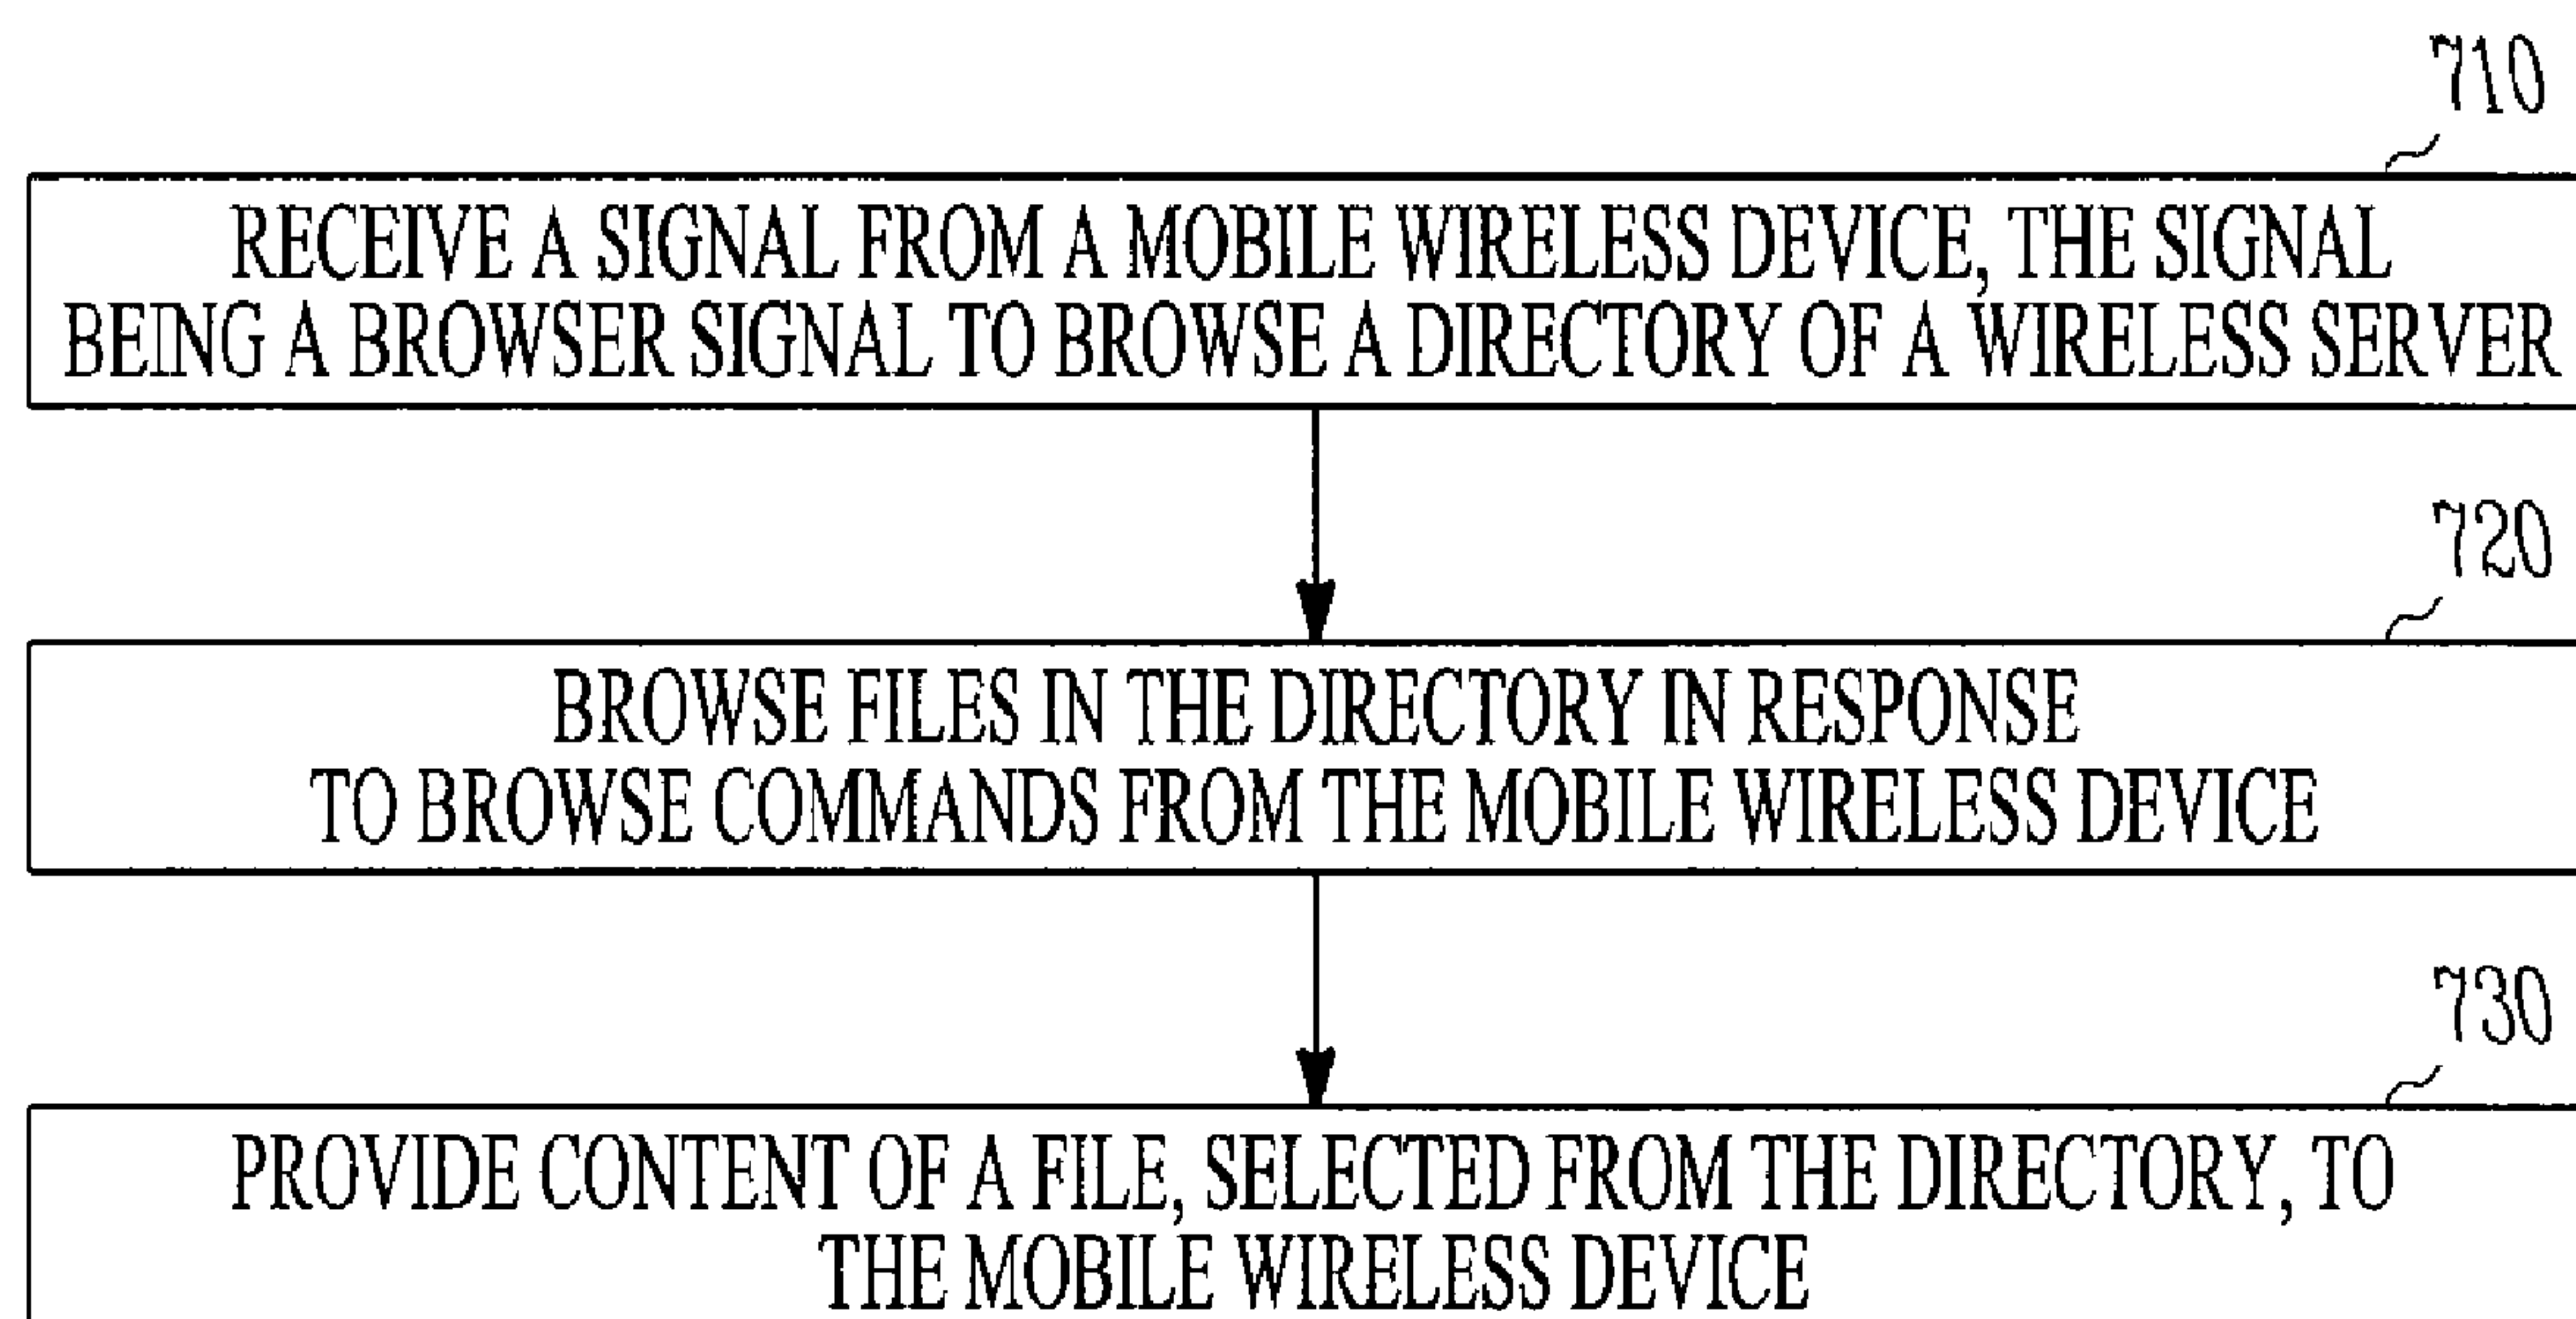 710
RECEIVE A SIGNAL FROM A MOBILE WIRELESS DEVICE, THE SIGNAL
BEING A BROWSER SIGNAL TO BROWSE A DIRECTORY OF A WIRELESS SERVER
720
BROWSE FILES IN THE DIRECTORY IN RESPONSE
TO BROWSE COMMANDS FROM THE MOBILE WIRELESS DEVICE
730
PROVIDE CONTENT OF A FILE, SELECTED FROM THE DIRECTORY, TO
THE MOBILE WIRELESS DEVICE